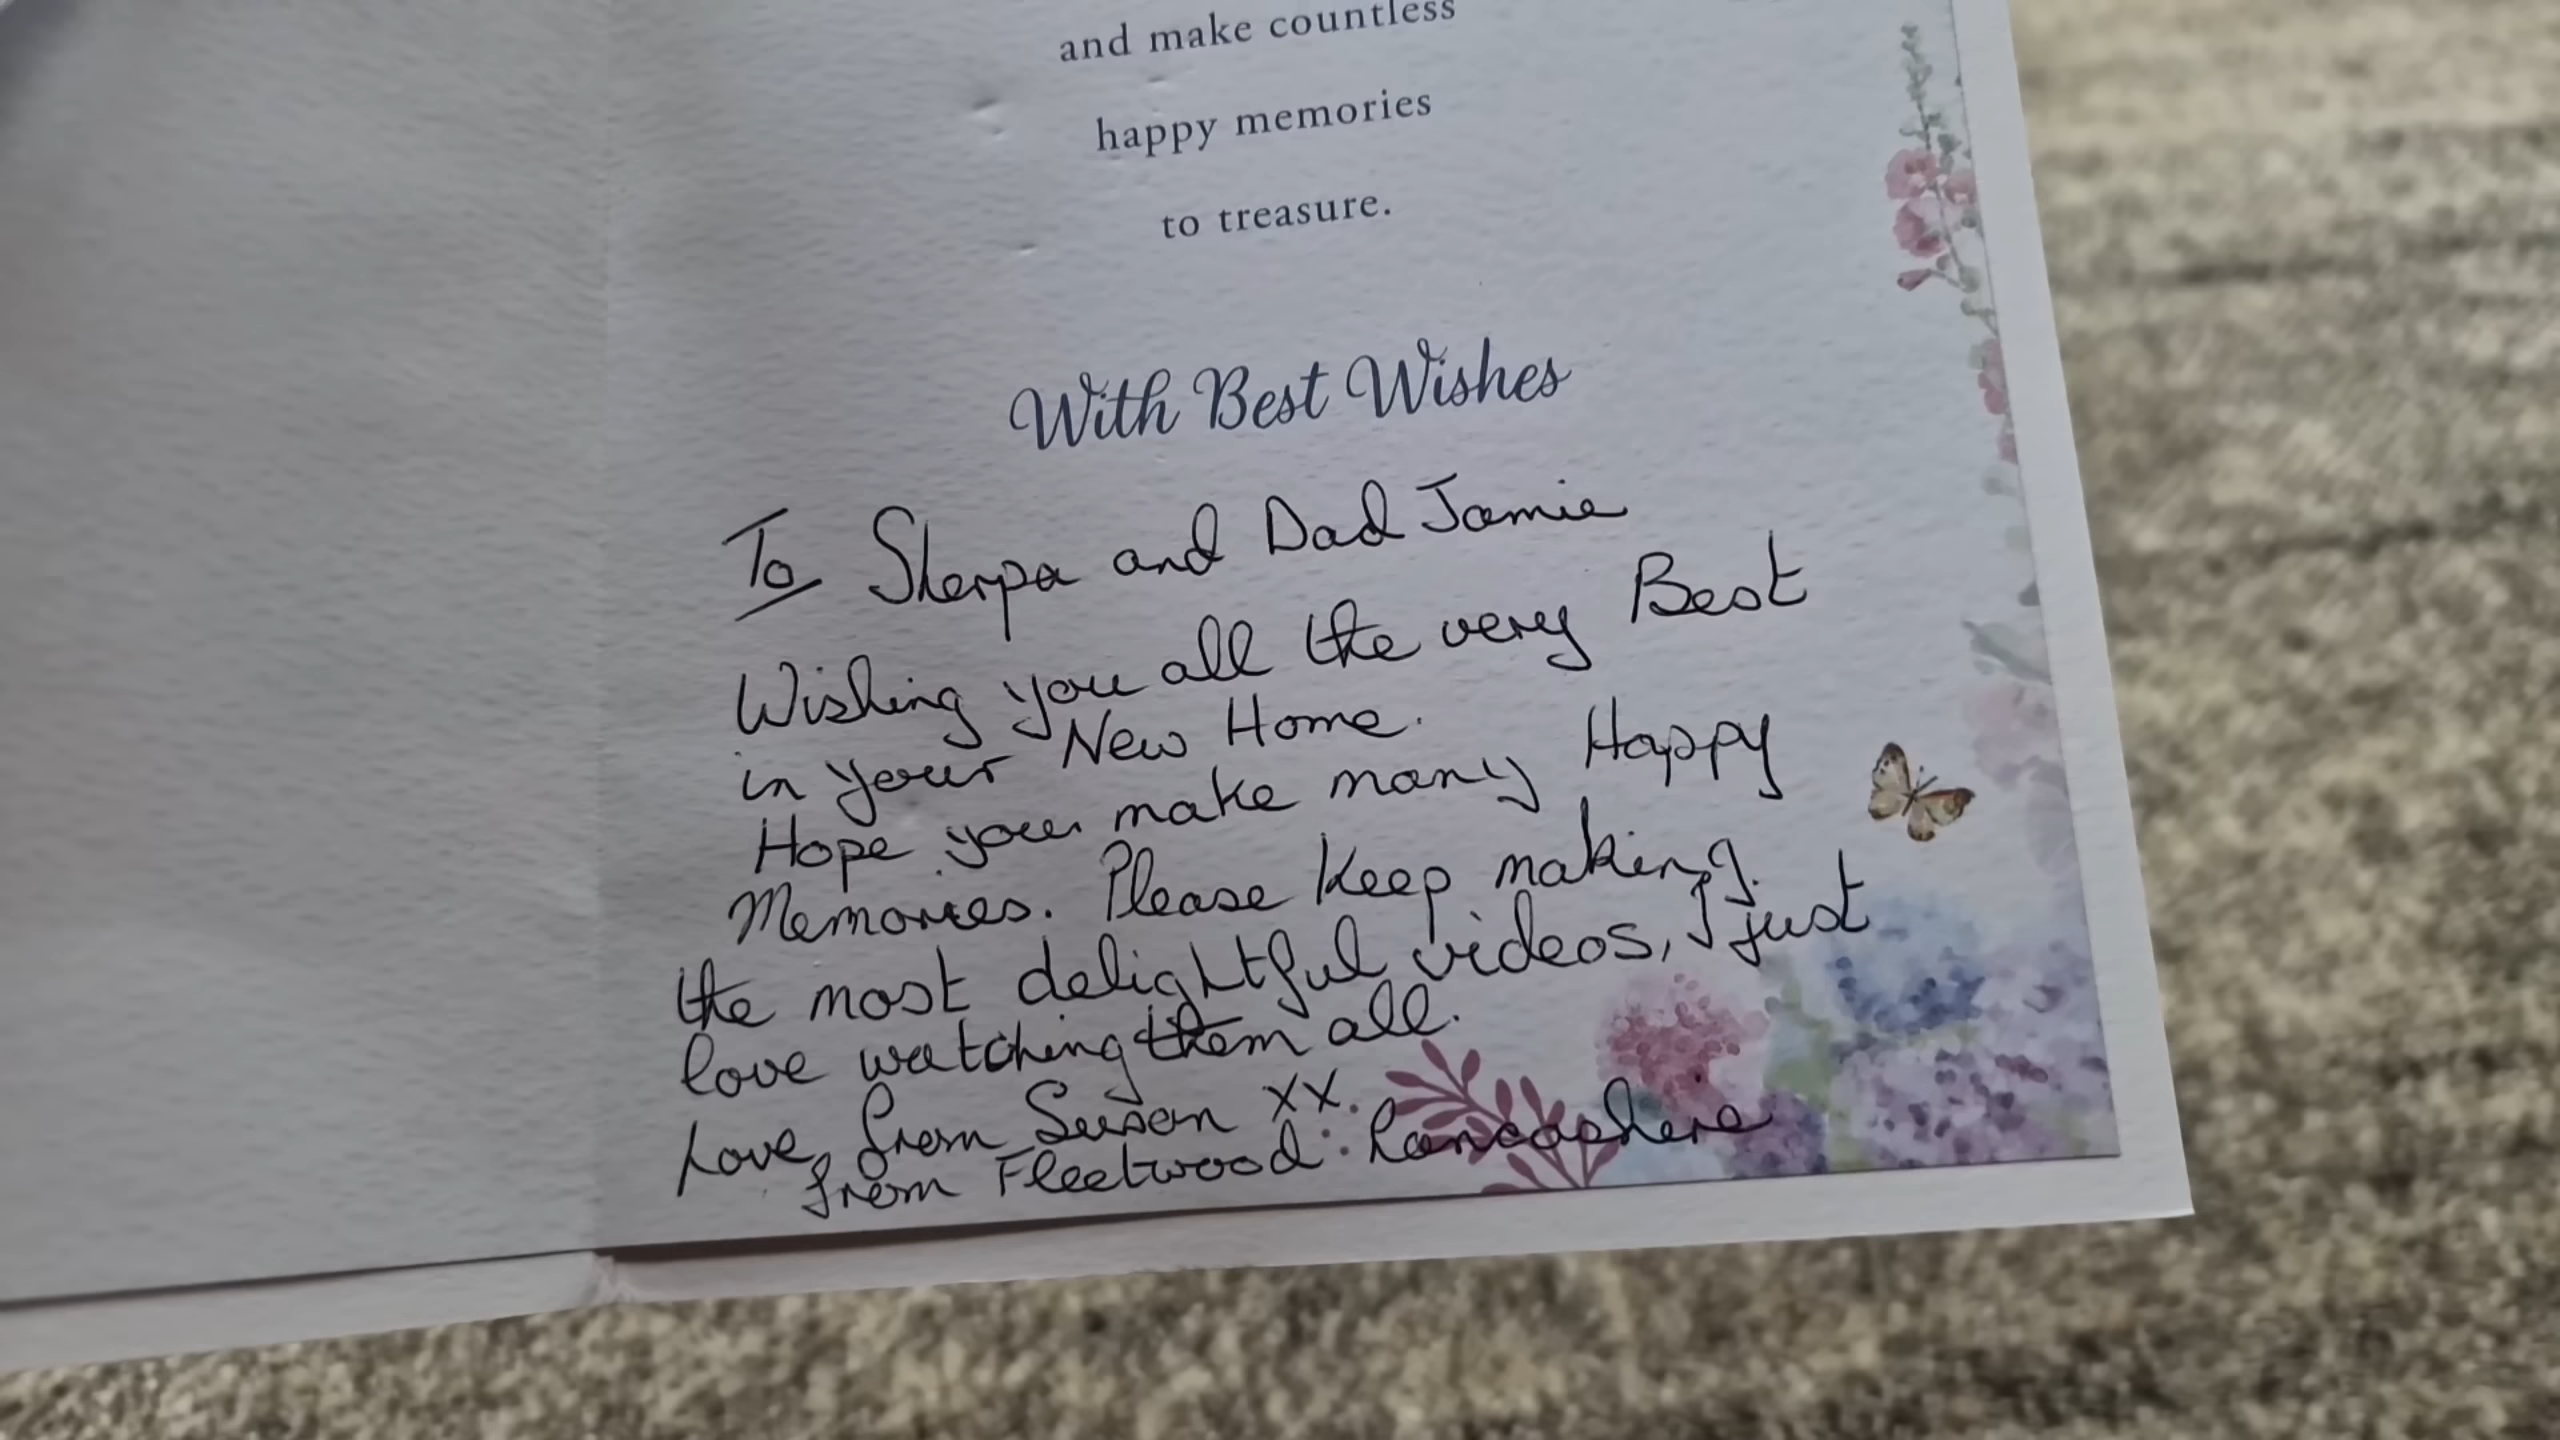 and make countless
happy memories
to treasure.
With Best Wishes
To Sherpa and Dad Jamie
Wishing you all the very Best
in your New Home.
Hope you make many Happy
Memories. Please Keep making
the most delightful videos, I just
love watching them all.
Love from Susan xx.
from Fleetwood. Lancashire